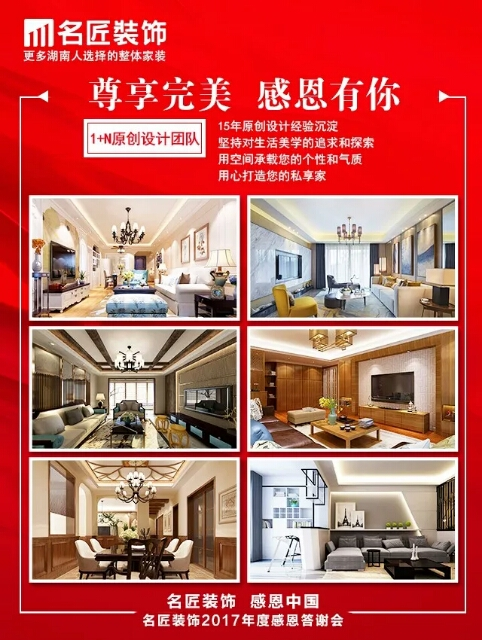 名匠装饰
更多湖南人选择的整体家装
尊享完美 感恩有你
1+N原创设计团队
15年原创设计经验沉淀
坚持对生活美学的追求和探索
用空间承载您的个性和气质
用心打造您的私享家
名匠装饰 感恩中国
名匠装饰2017年度感恩答谢会